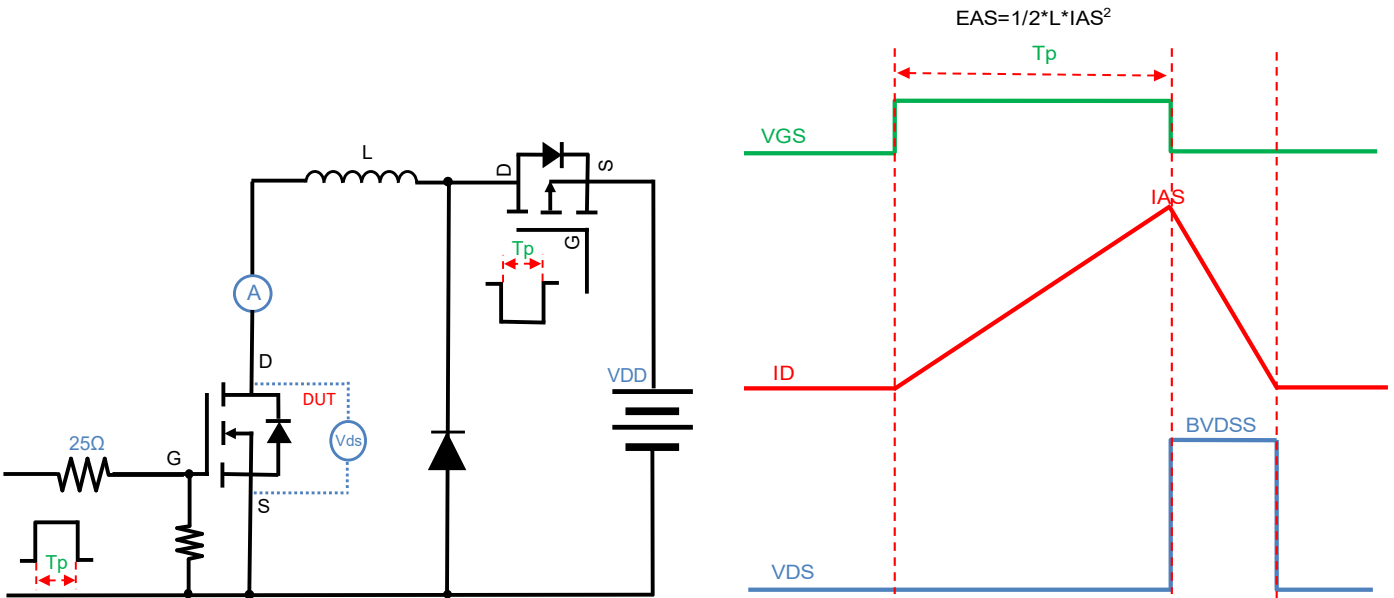 L
D
S
G
Tp
A
D
DUT
Vds
VDD
25Ω
G
S
Tp
EAS=1/2*L*IAS²
Tp
VGS
IAS
ID
BVDSS
VDS